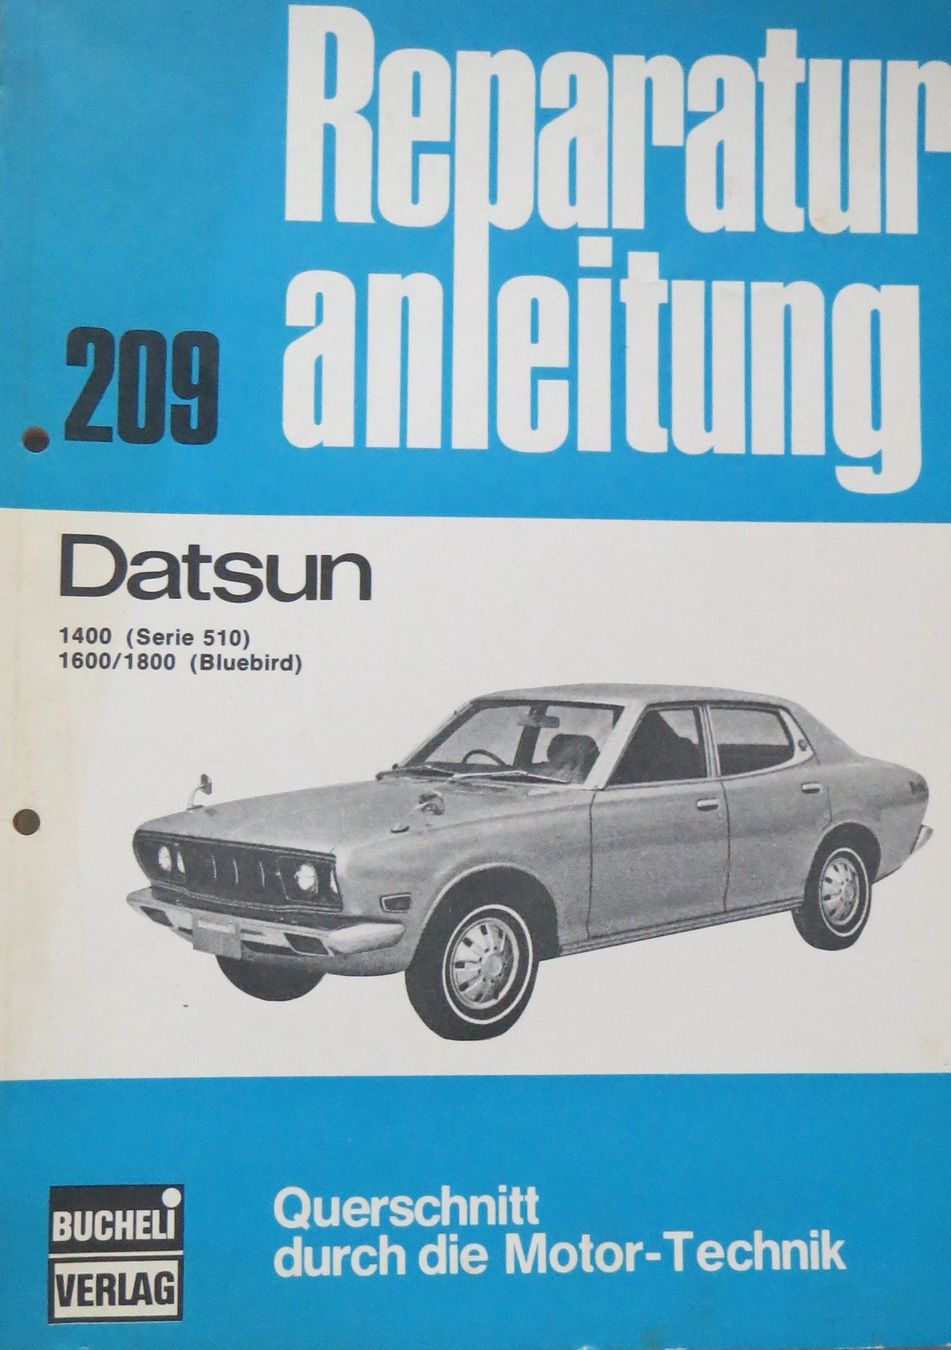 Reparatur
anleitung
209
Datsun
1400 (Serie 510)
1600/1800 (Bluebird)
Querschnitt
durch die Motor-Technik
BUCHELI
VERLAG